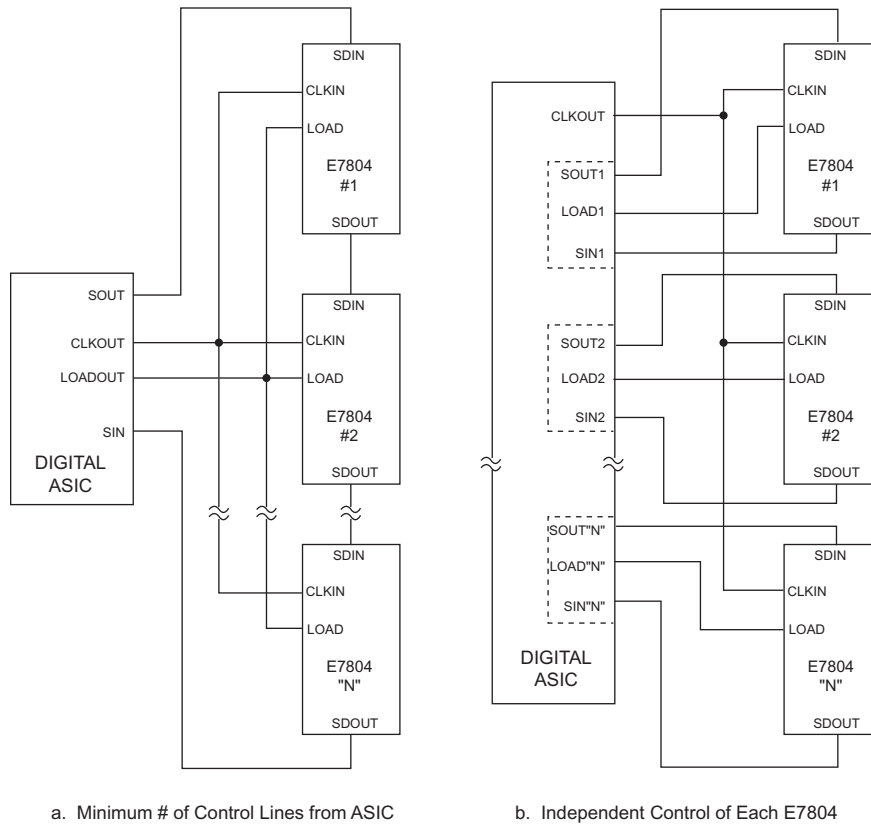 SDIN
CLKIN
LOAD
E7804
#1
SDOUT
SOUT
CLKOUT
LOADOUT
SIN
DIGITAL
ASIC
SDIN
CLKIN
LOAD
E7804
#2
SDOUT
SDIN
CLKIN
LOAD
E7804
"N"
SDOUT
a. Minimum # of Control Lines from ASIC
CLKOUT
SOUT1
LOAD1
SIN1
SOUT2
LOAD2
SIN2
SOUT"N"
LOAD"N"
SIN"N"
DIGITAL
ASIC
SDIN
CLKIN
LOAD
E7804
#1
SDOUT
SDIN
CLKIN
LOAD
E7804
#2
SDOUT
SDIN
CLKIN
LOAD
E7804
"N"
SDOUT
b. Independent Control of Each E7804